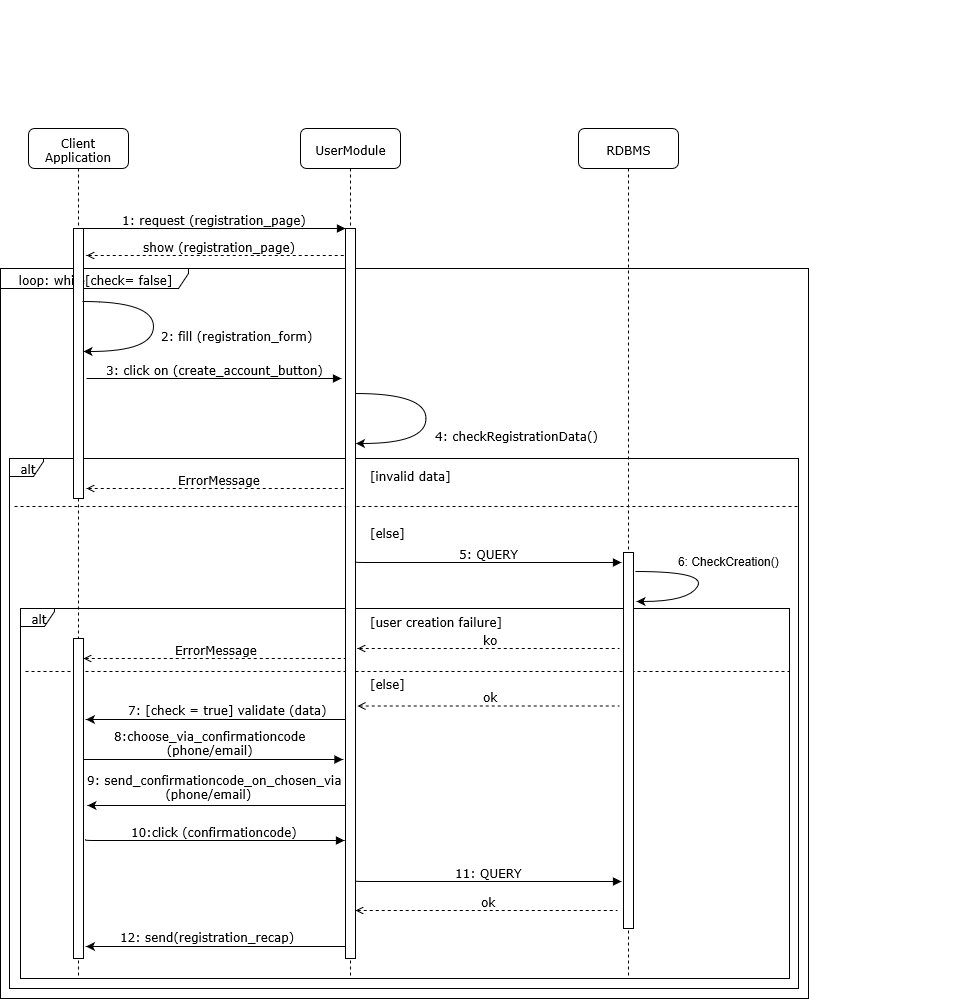 Client
Application
UserModule
RDBMS
1: request (registration_page)
show (registration_page)
loop: whi [check= false]
2: fill (registration_form)
3: click on (create_account_button)
4: checkRegistrationData()
alt
[invalid data]
ErrorMessage
[else]
5: QUERY
6: CheckCreation()
alt
[user creation failure]
ko
ErrorMessage
[else]
ok
7: [check = true] validate (data)
8:choose_via_confirmationcode
(phone/email)
9: send_confirmationcode_on_chosen_via
(phone/email)
10:click (confirmationcode)
11: QUERY
ok
12: send(registration_recap)